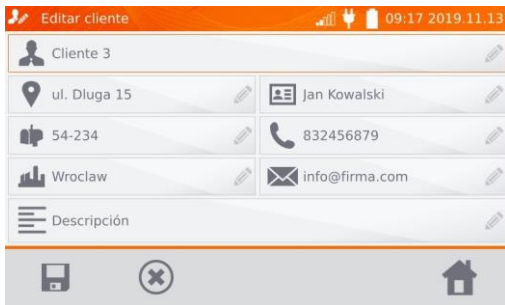 Editar cliente 09:17 2019.11.13
Cliente 3
ul. Dluga 15 Jan Kowalski
54-234 832456879
Wroclaw info@firma.com
Descripción